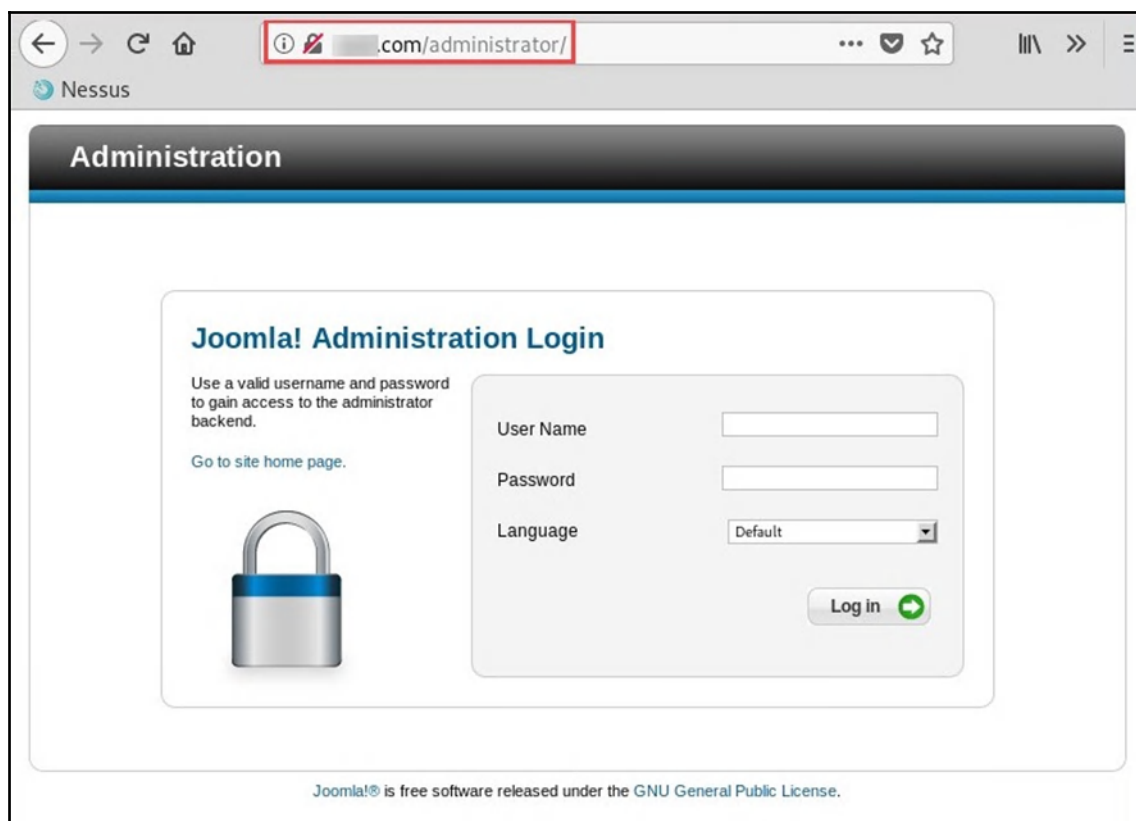 .com/administrator/
Nessus
Administration
Joomla! Administration Login
Use a valid username and password
to gain access to the administrator
backend.
Go to site home page.
User Name
Password
Language
Default
Log in
Joomla!® is free software released under the GNU General Public License.